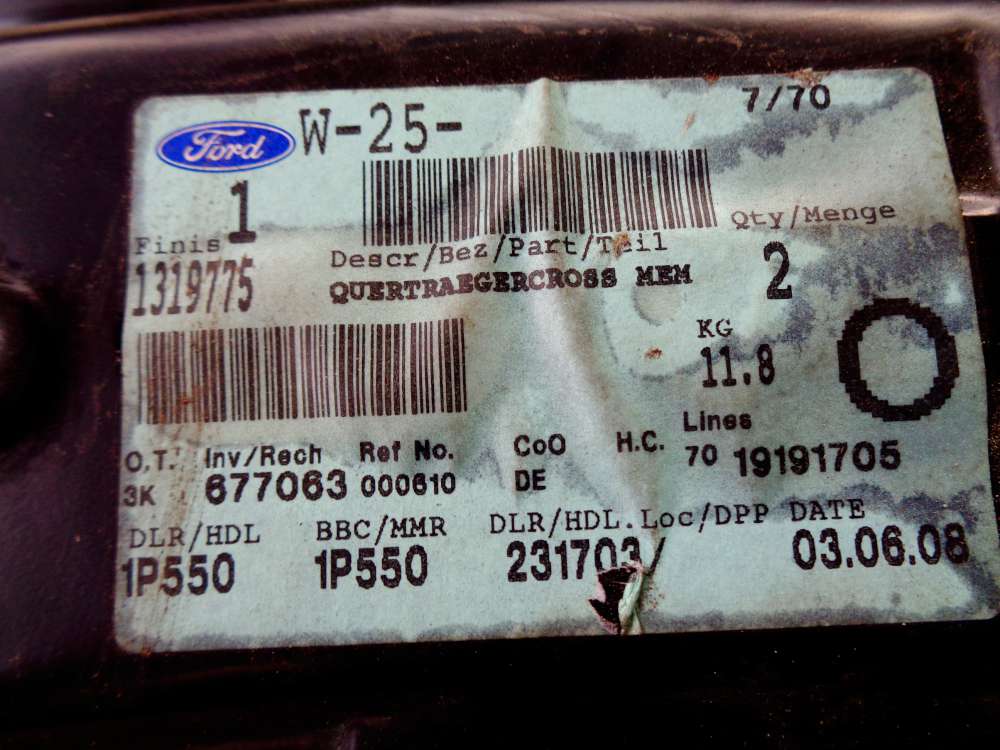 7/70
Ford W-25-
1
Finis
1319775
Descr/Bez/Part/Teil
QUERTRAEGERCROSS MEM
Qty/Menge
2
KG
11.8
O.T. Inv/Rech Ref No. CoO H.C. Lines
3K 677063 000610 DE 70 19191705
DLR/HDL BBC/MMR DLR/HDL.Loc/DPP DATE
1P550 1P550 231703/ 03.06.08